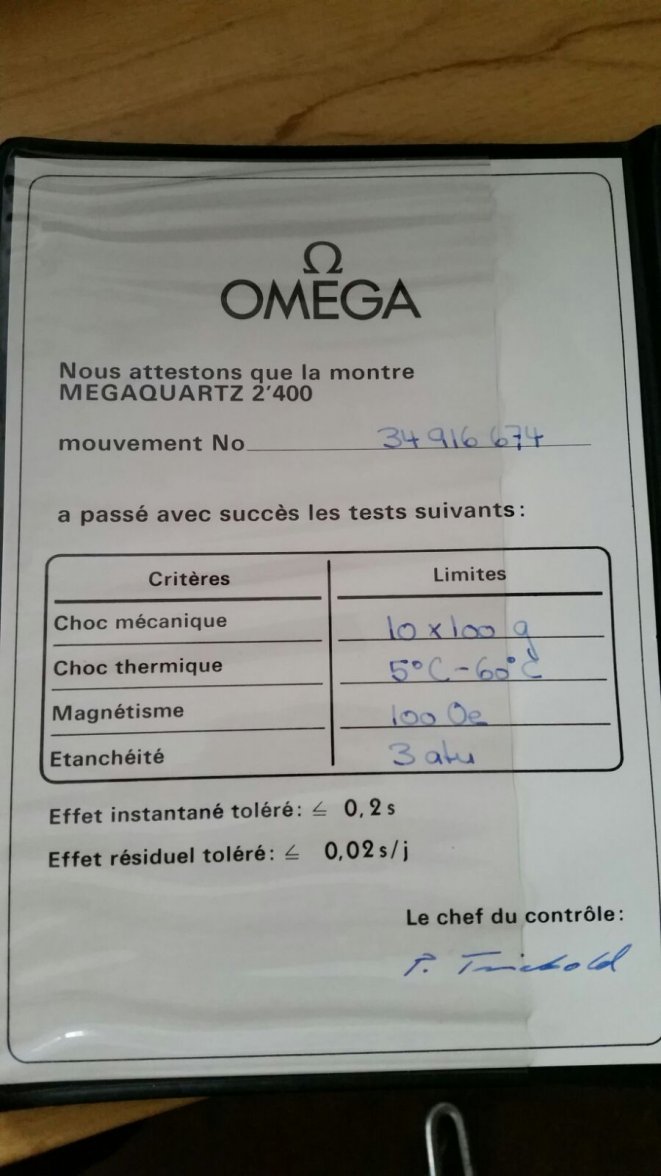 Ω
OMEGA
Nous attestons que la montre
MEGAQUARTZ 2'400
mouvement No 34 916 674
a passé avec succès les tests suivants:
Critères Limites
Choc mécanique 10 x 100 g
Choc thermique 5°C - 60°C
Magnétisme 100 Oe
Etanchéité 3 atu
Effet instantané toléré: ≤ 0,2 s
Effet résiduel toléré: ≤ 0,02 s/j
Le chef du contrôle:
P.